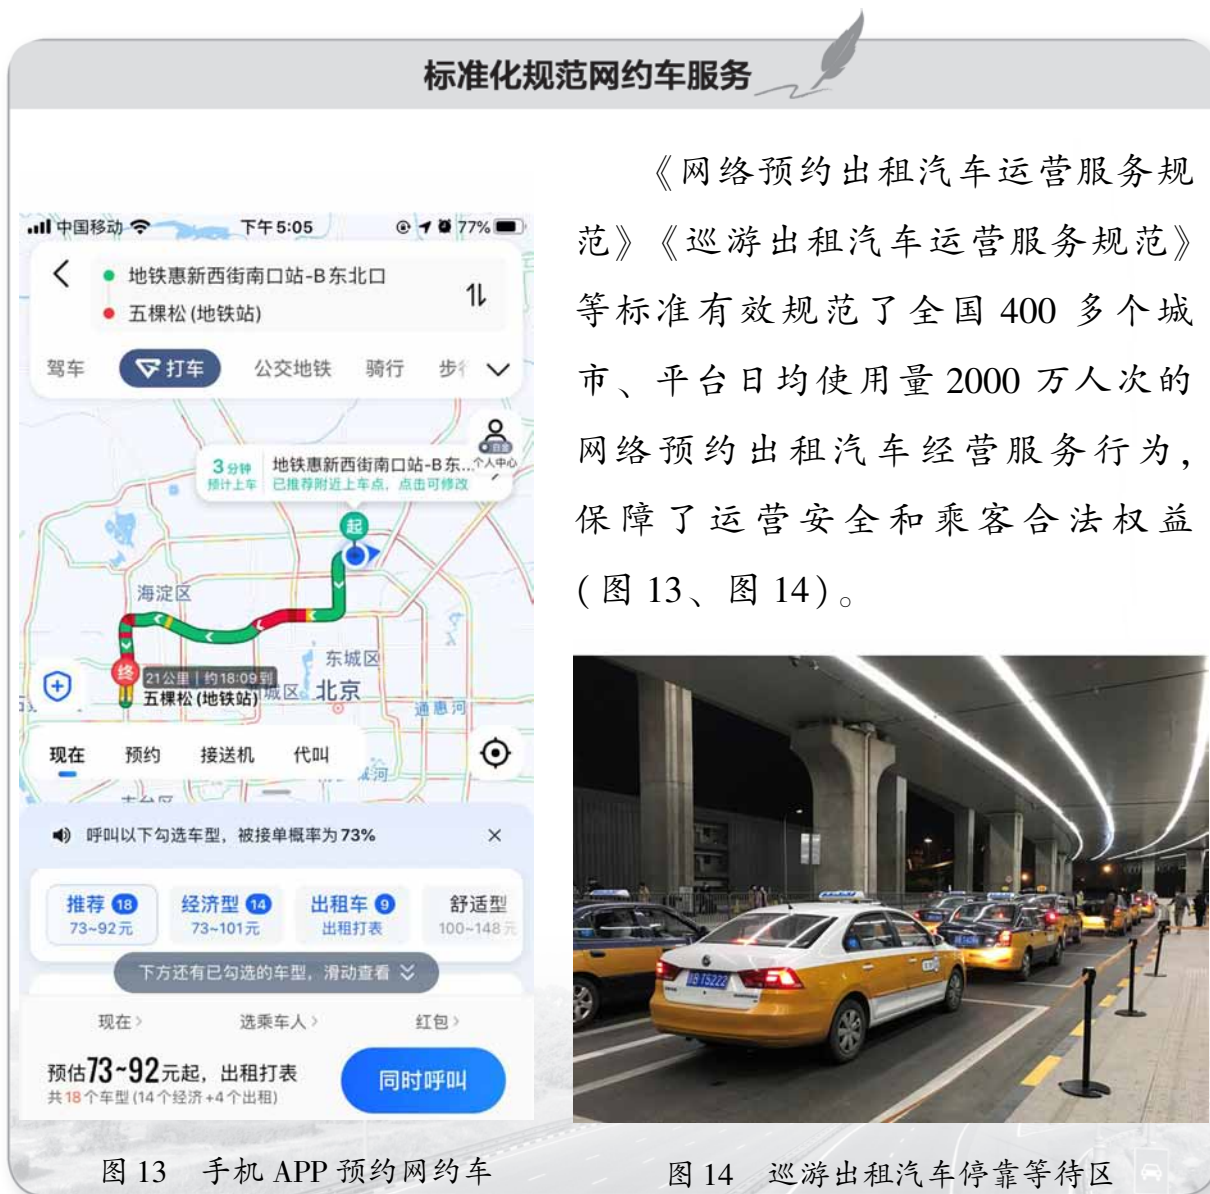 标准化规范网约车服务
中国移动 下午5:05 77%
地铁惠新西街南口站-B东北口
五棵松(地铁站)
驾车 打车 公交地铁 骑行 步
个人中心
3分钟 地铁惠新西街南口站-B东...
预计上车 已推荐附近上车点，点击可修改
起
海淀区
东城区
终
21公里 | 约18:09到
五棵松(地铁站)
城区 北京
通惠河
现在 预约 接送机 代叫
河
呼叫以下勾选车型，被接单概率为73% ×
推荐 18 经济型 14 出租车 9 舒适型
73~92元 73~101元 出租打表 100~148元
下方还有已勾选的车型，滑动查看
现在> 选乘车人> 红包>
预估73~92元起，出租打表
共18个车型(14个经济+4个出租)
同时呼叫
图 13 手机 APP 预约网约车
《网络预约出租汽车运营服务规
范》《巡游出租汽车运营服务规范》
等标准有效规范了全国 400 多个城
市、平台日均使用量 2000 万人次的
网络预约出租汽车经营服务行为，
保障了运营安全和乘客合法权益
(图 13、图 14)。
图 14 巡游出租汽车停靠等待区